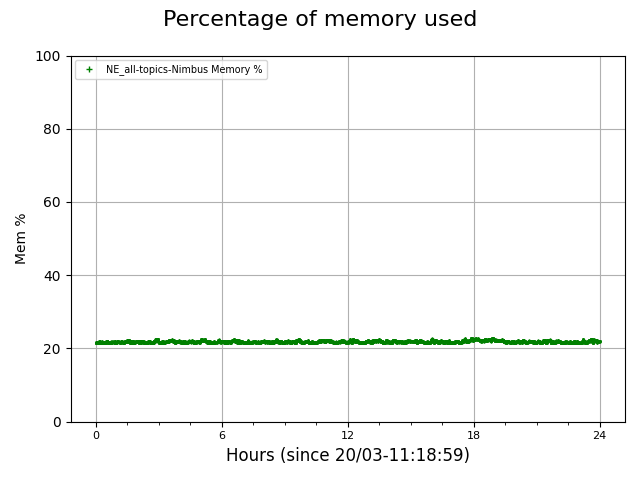 Percentage of memory used
100
NE_all-topics-Nimbus Memory %
80
60
Mem %
40
20
0
0 6 12 18 24
Hours (since 20/03-11:18:59)